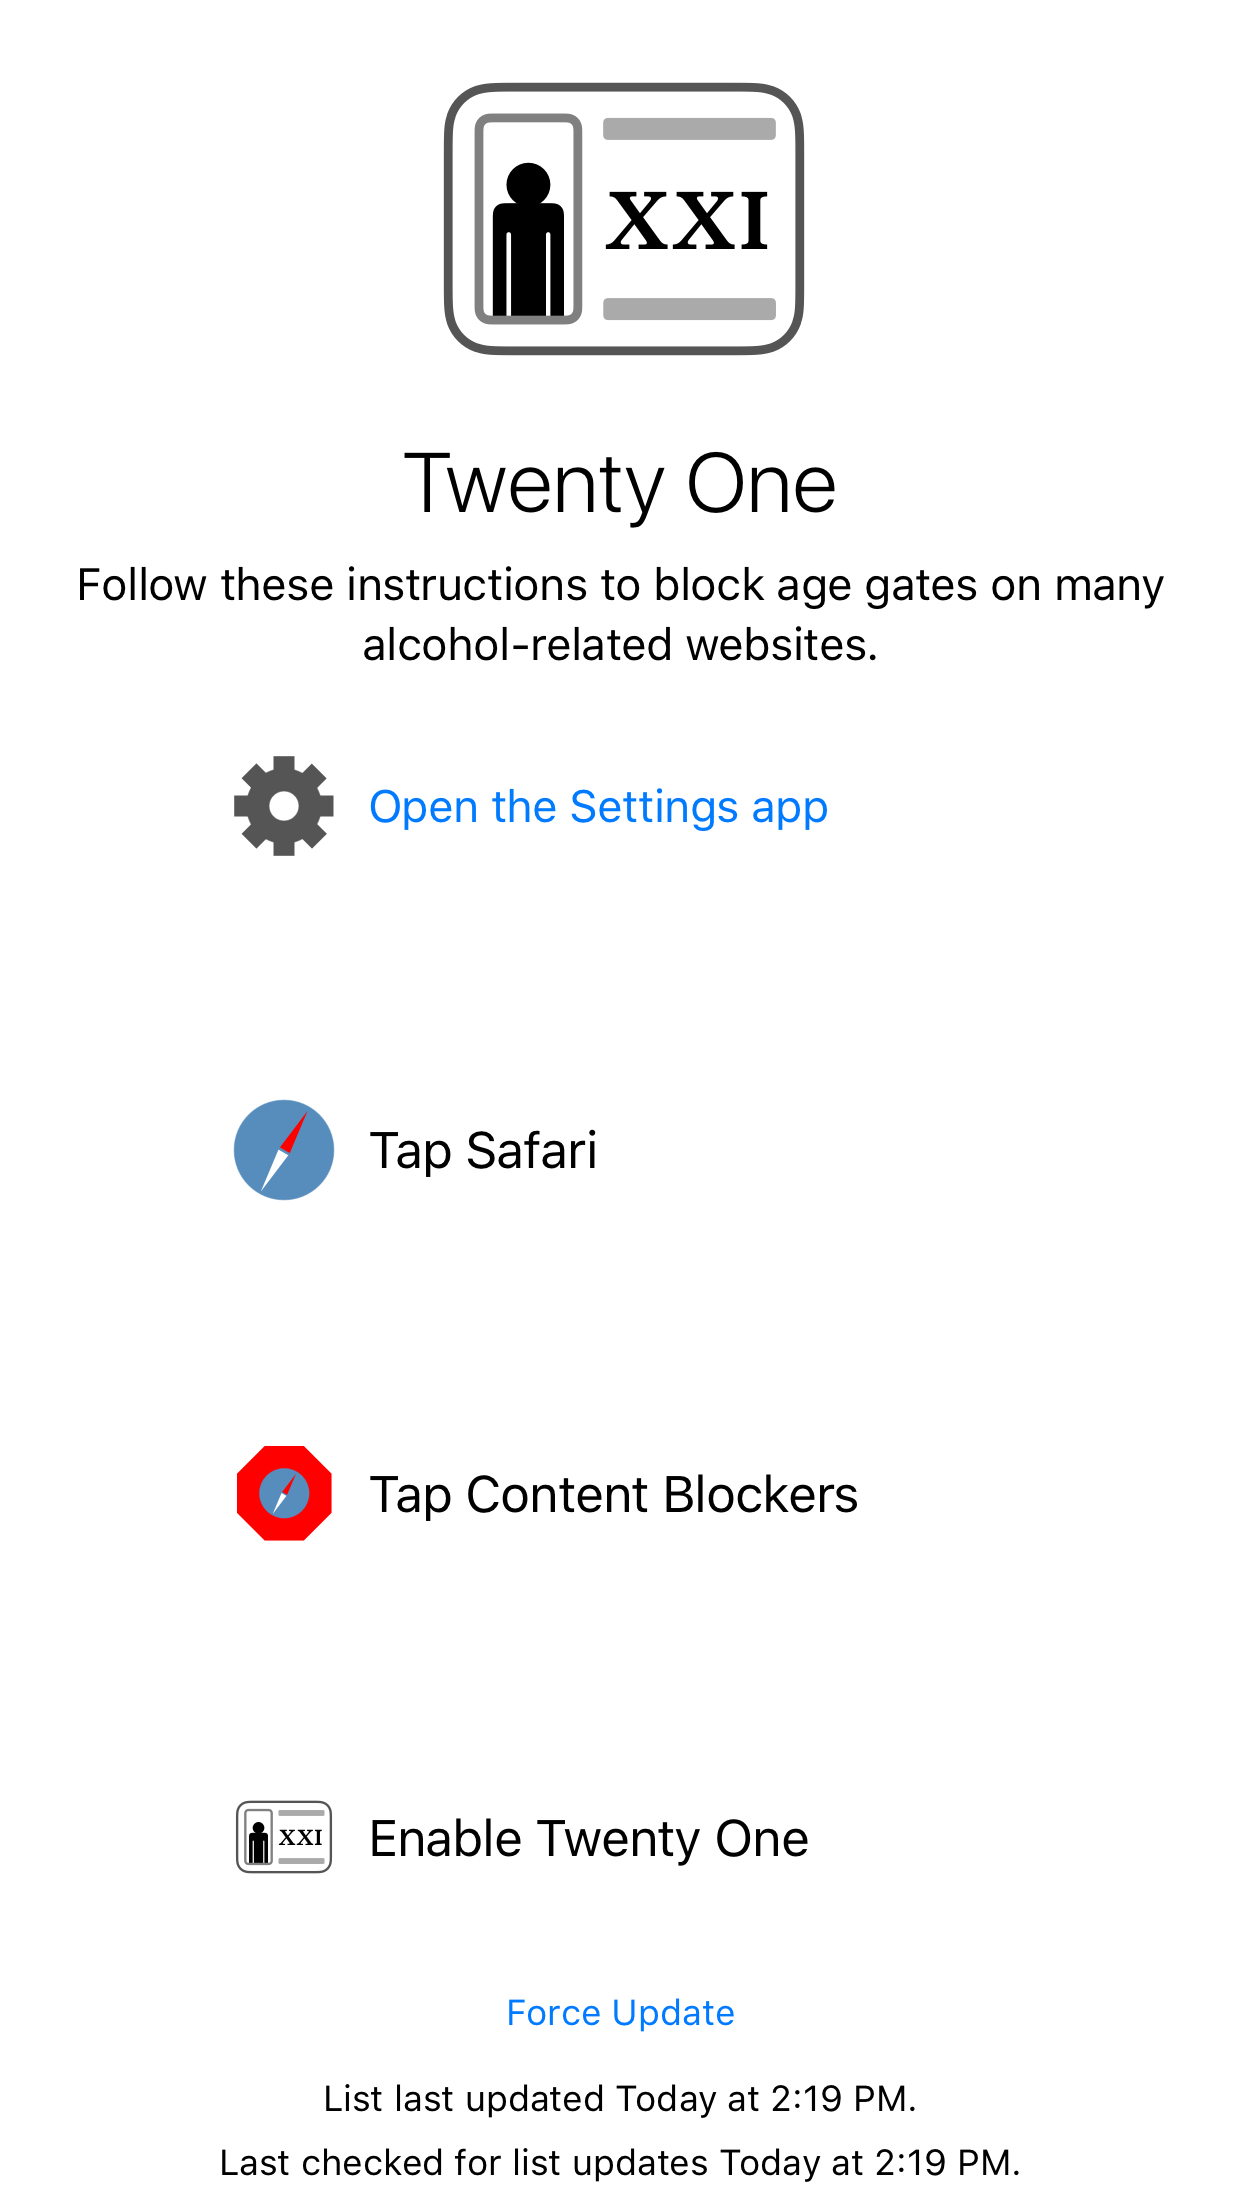 XXI
Twenty One
Follow these instructions to block age gates on many
alcohol-related websites.
Open the Settings app
Tap Safari
Tap Content Blockers
XXI
Enable Twenty One
Force Update
List last updated Today at 2:19 PM.
Last checked for list updates Today at 2:19 PM.